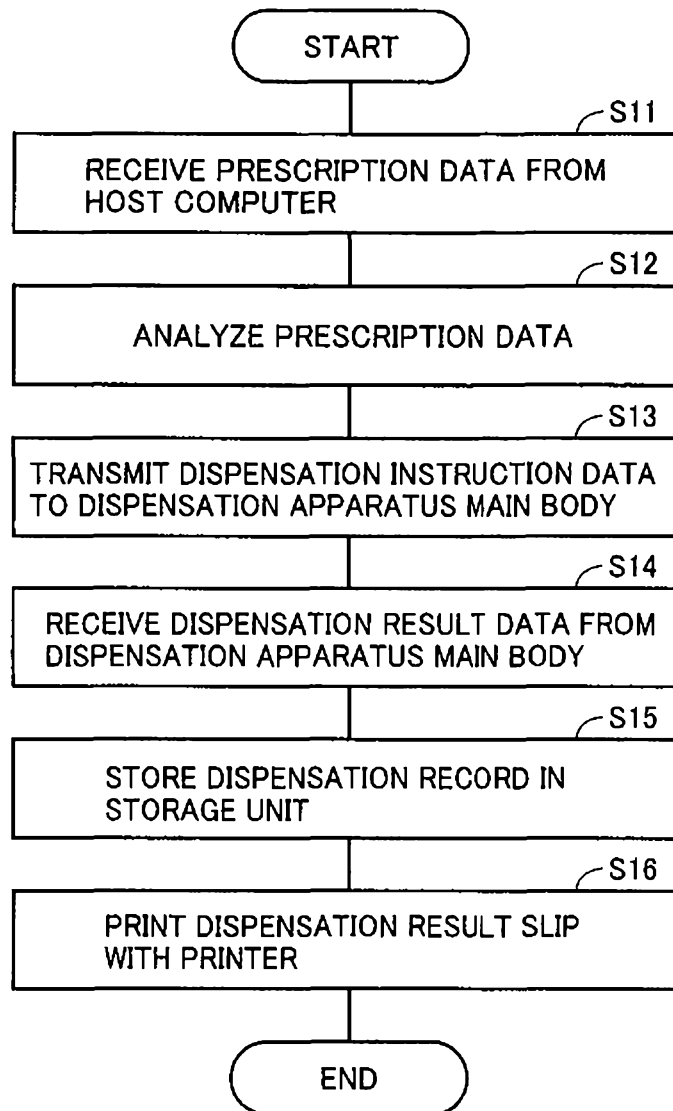 START
S11
RECEIVE PRESCRIPTION DATA FROM
HOST COMPUTER
S12
ANALYZE PRESCRIPTION DATA
S13
TRANSMIT DISPENSATION INSTRUCTION DATA
TO DISPENSATION APPARATUS MAIN BODY
S14
RECEIVE DISPENSATION RESULT DATA FROM
DISPENSATION APPARATUS MAIN BODY
S15
STORE DISPENSATION RECORD IN
STORAGE UNIT
S16
PRINT DISPENSATION RESULT SLIP
WITH PRINTER
END